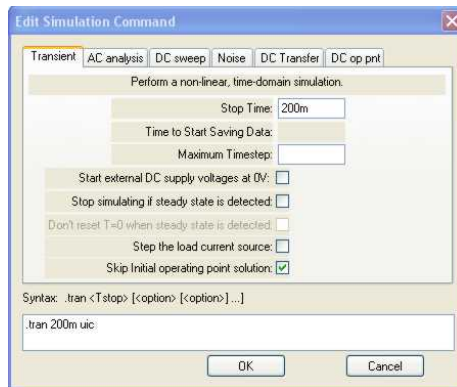 Edit Simulation Command
Transient AC analysis DC sweep Noise DC Transfer DC op pnt
Perform a non-linear, time-domain simulation.
Stop Time: 200m
Time to Start Saving Data:
Maximum Timestep:
Start external DC supply voltages at 0V:
Stop simulating if steady state is detected:
Don't reset T=0 when steady state is detected:
Step the load current source:
Skip Initial operating point solution:
Syntax: .tran <Tstop> [<option> [<option>] ...]
.tran 200m uic
OK Cancel